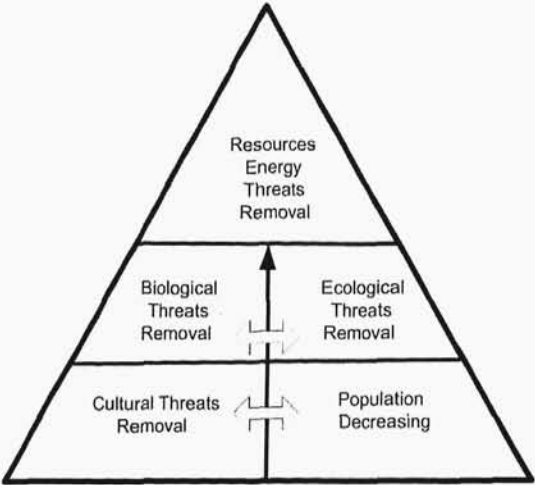 Resources
Energy
Threats
Removal
Biological
Threats
Removal
Ecological
Threats
Removal
Cultural Threats
Removal
Population
Decreasing